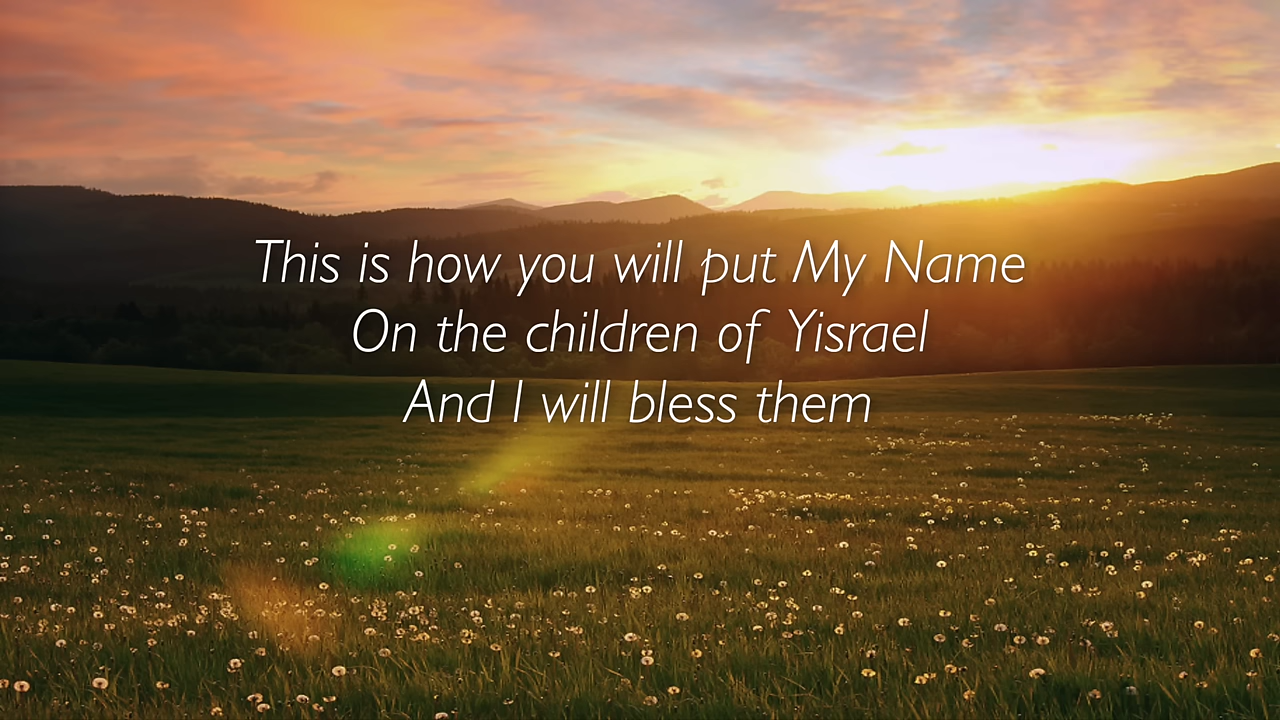 This is how you will put My Name
On the children of Yisrael
And I will bless them